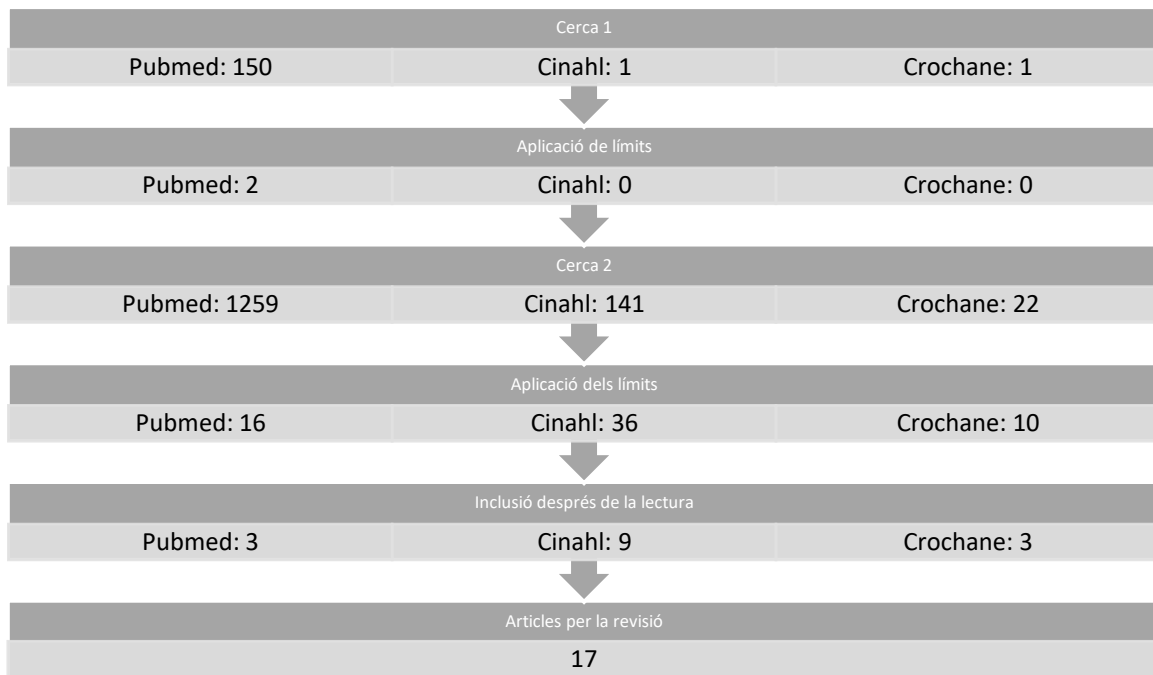 Cerca 1
Pubmed: 150 Cinahl: 1 Crochane: 1
Aplicació de límits
Pubmed: 2 Cinahl: 0 Crochane: 0
Cerca 2
Pubmed: 1259 Cinahl: 141 Crochane: 22
Aplicació dels límits
Pubmed: 16 Cinahl: 36 Crochane: 10
Inclusió després de la lectura
Pubmed: 3 Cinahl: 9 Crochane: 3
Articles per la revisió
17